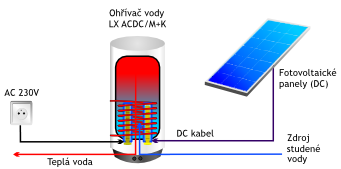 Ohřívač vody
LX ACDC/M+K
AC 230V
Fotovoltaické
panely (DC)
DC kabel
Zdroj
studené
vody
Teplá voda